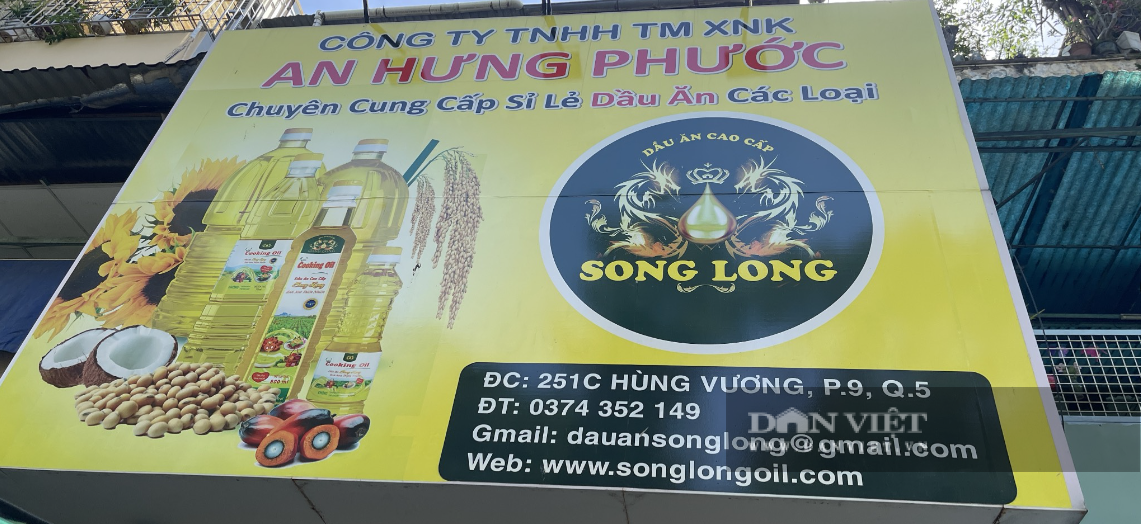 CÔNG TY TNHH TM XNK
AN HƯNG PHƯỚC
Chuyên Cung Cấp Sỉ Lẻ Dầu Ăn Các Loại
DẦU ĂN CAO CẤP
SONG LONG
Cooking Oil
Cooking Oil
ĐC: 251C HÙNG VƯƠNG, P.9, Q.5
ĐT: 0374 352 149
Gmail: dauansonglong@gmail.com
Web: www.songlongoil.com
DÂN VIỆT